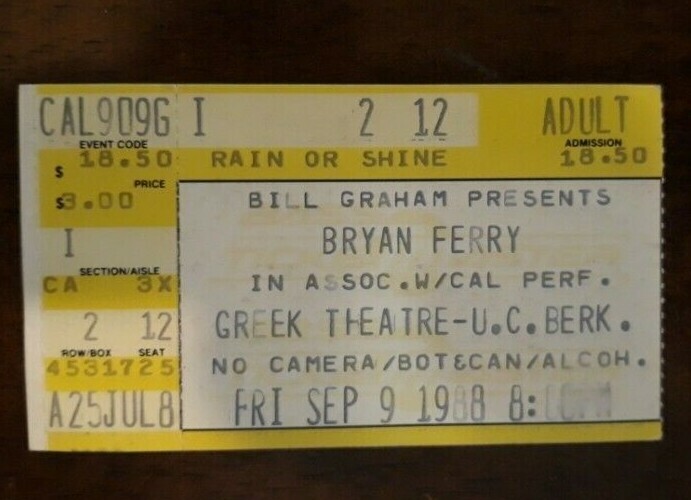 CAL909G I 2 12 ADULT
EVENT CODE ADMISSION
$ 18.50 RAIN OR SHINE 18.50
PRICE
$3.00 BILL GRAHAM PRESENTS
I BRYAN FERRY
SECTION/AISLE
CA 3X IN ASSOC.W/CAL PERF.
2 12 GREEK THEATRE-U.C.BERK.
ROW/BOX SEAT
4531725 NO CAMERA/BOT&CAN/ALCOH.
A25JUL8 FRI SEP 9 1988 8: